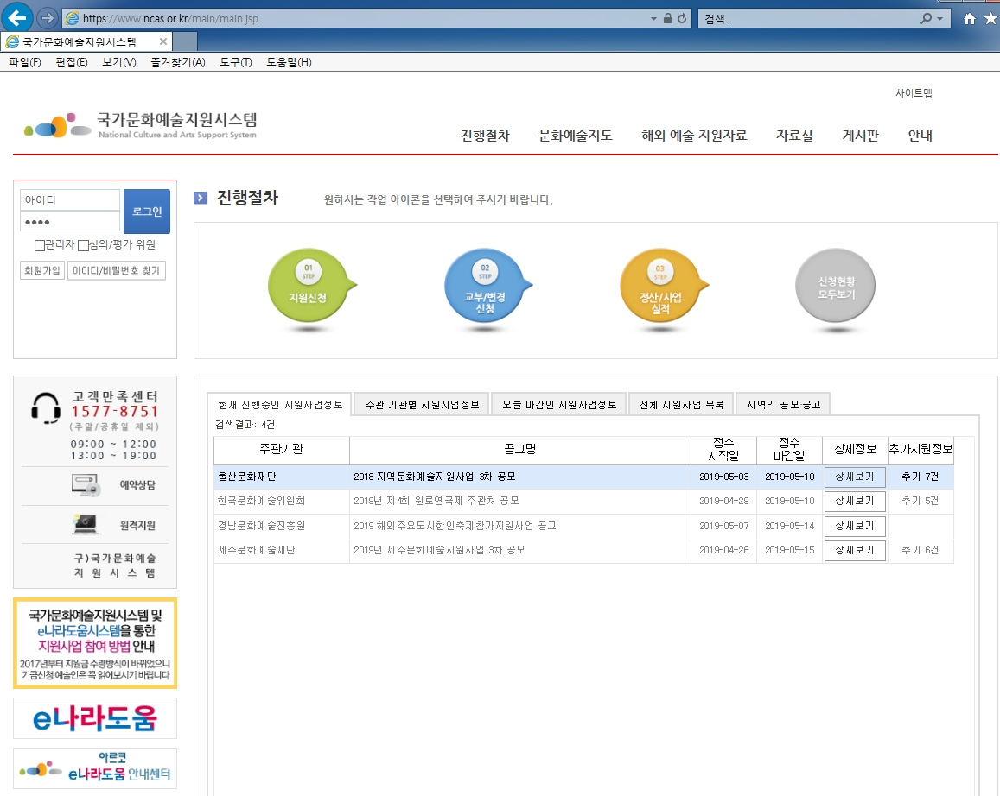 https://www.ncas.or.kr/main/main.jsp
검색...
국가문화예술지원시스템
파일(F) 편집(E) 보기(V) 즐겨찾기(A) 도구(T) 도움말(H)
사이트맵
국가문화예술지원시스템
National Culture and Arts Support System
진행절차 문화예술지도 해외 예술 지원자료 자료실 게시판 안내
아이디
로그인
관리자 심의/평가 위원
회원가입 아이디/비밀번호 찾기
진행절차 원하시는 작업 아이콘을 선택하여 주시기 바랍니다.
01
STEP
지원신청
02
STEP
교부/변경
신청
03
STEP
정산/사업
실적
신청현황
모두보기
고객만족센터
1577-8751
(주말/공휴일 제외)
09:00 ~ 12:00
13:00 ~ 19:00
예약상담
원격지원
구)국가문화예술
지 원 시 스 템
국가문화예술지원시스템 및
e나라도움시스템을 통한
지원사업 참여 방법 안내
2017년부터 지원금 수령방식이 바뀌었으니
기금신청 예술인은 꼭 읽어보시기 바랍니다
e나라도움
아르코
e나라도움 안내센터
현재 진행중인 지원사업정보 주관 기관별 지원사업정보 오늘 마감인 지원사업정보 전체 지원사업 목록 지역의 공모·공고
검색결과: 4건
주관기관 공고명 접수 시작일 접수 마감일 상세정보 추가지원정보
울산문화재단 2018 지역문화예술지원사업 3차 공모 2019-05-03 2019-05-10 상세보기 추가 7건
한국문화예술위원회 2019년 제4회 원로연극제 주관처 공모 2019-04-29 2019-05-10 상세보기 추가 5건
경남문화예술진흥원 2019 해외주요도시한인축제참가지원사업 공고 2019-05-07 2019-05-14 상세보기
제주문화예술재단 2019년 제주문화예술지원사업 3차 공모 2019-04-26 2019-05-15 상세보기 추가 6건